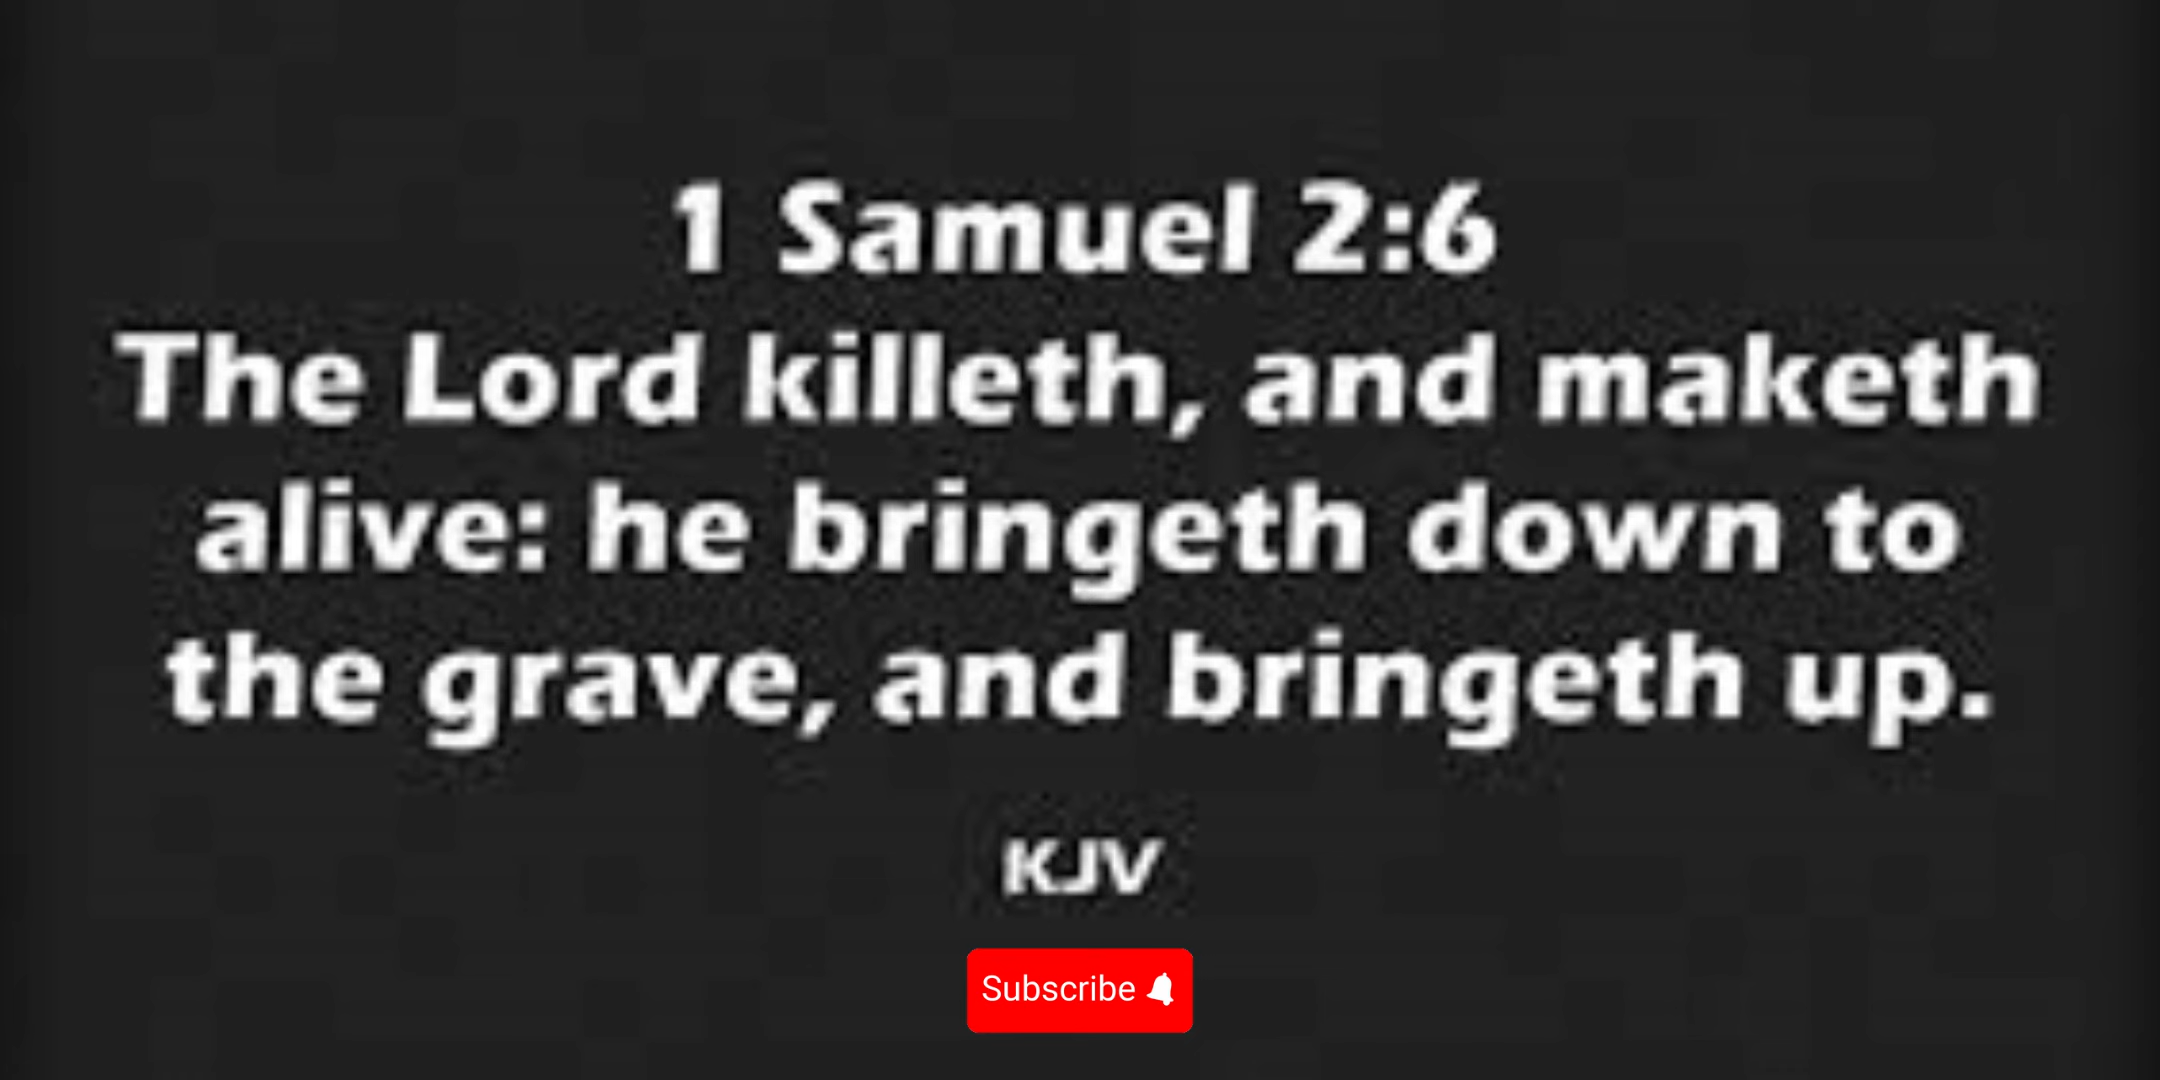 1 Samuel 2:6
The Lord killeth, and maketh
alive: he bringeth down to
the grave, and bringeth up.
KJV
Subscribe